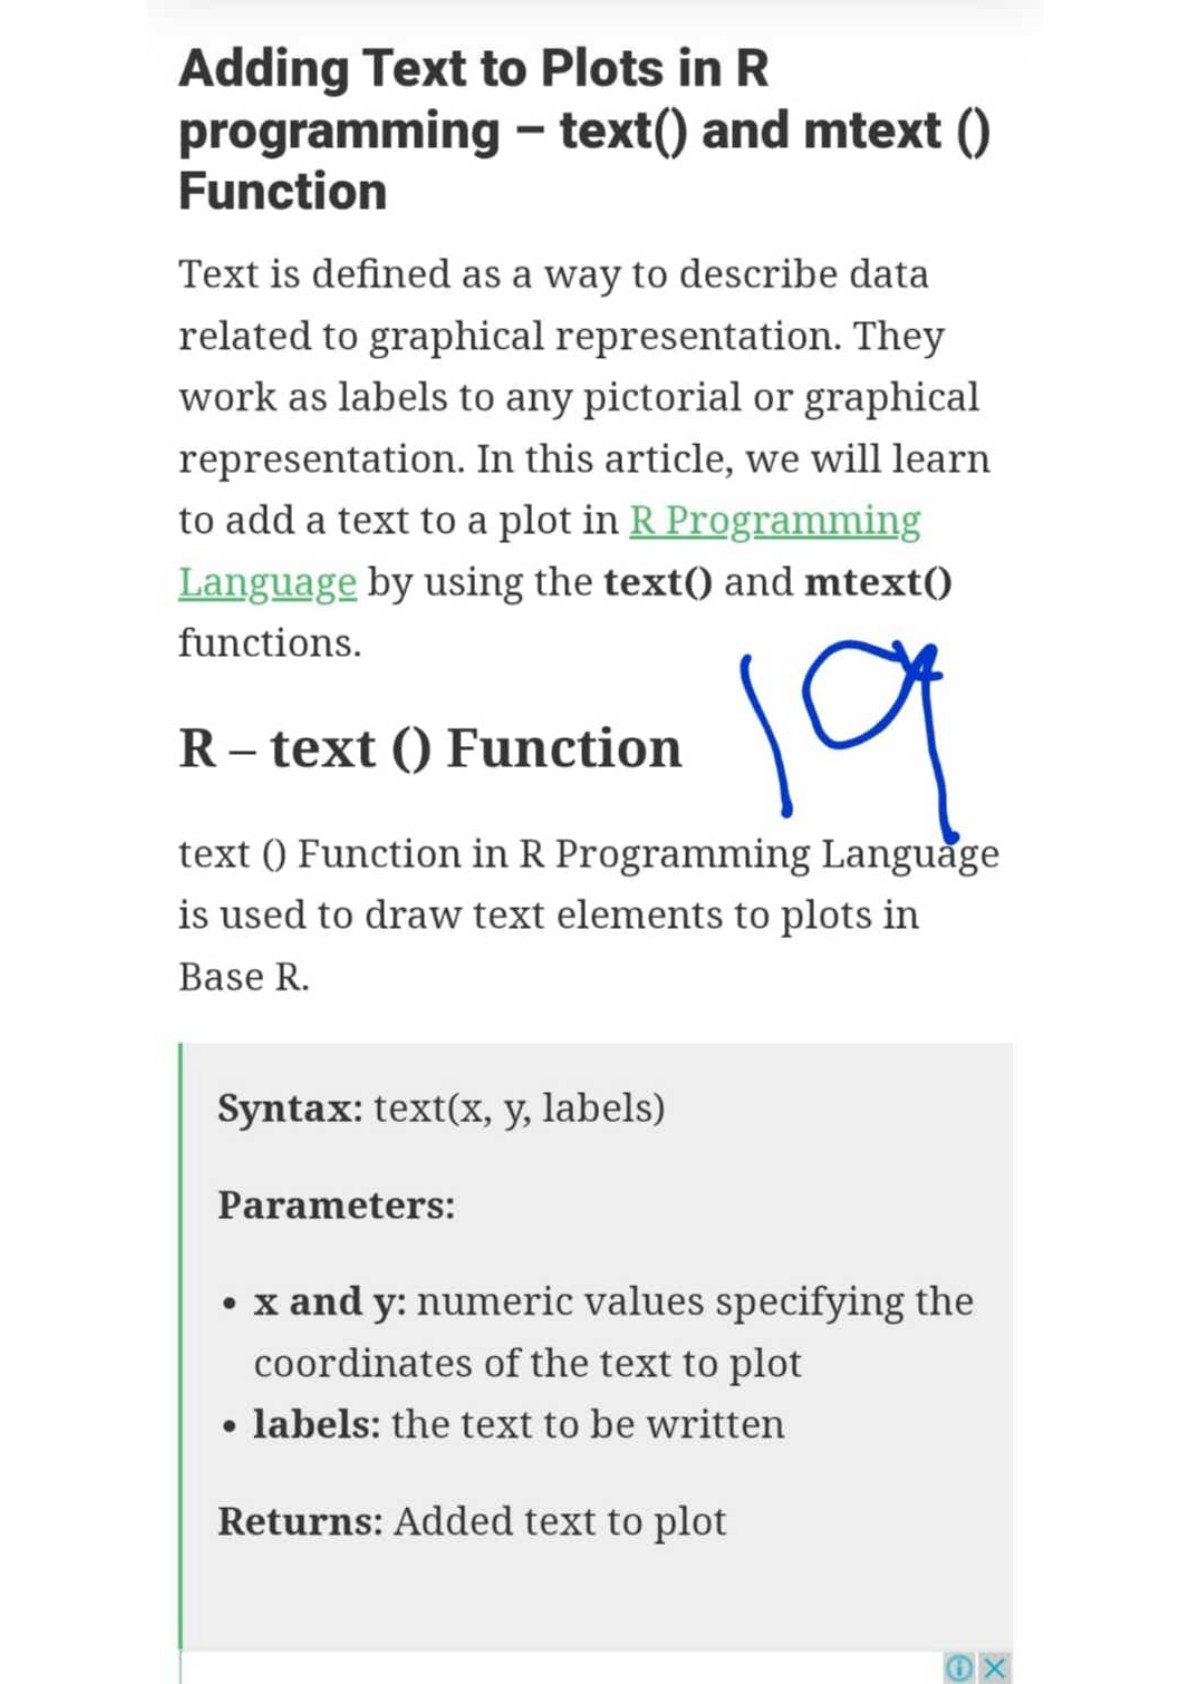 Adding Text to Plots in R
programming – text() and mtext ()
Function
Text is defined as a way to describe data
related to graphical representation. They
work as labels to any pictorial or graphical
representation. In this article, we will learn
to add a text to a plot in R Programming
Language by using the text() and mtext()
functions.
19
R – text () Function
text () Function in R Programming Language
is used to draw text elements to plots in
Base R.
Syntax: text(x, y, labels)
Parameters:
• x and y: numeric values specifying the
coordinates of the text to plot
• labels: the text to be written
Returns: Added text to plot